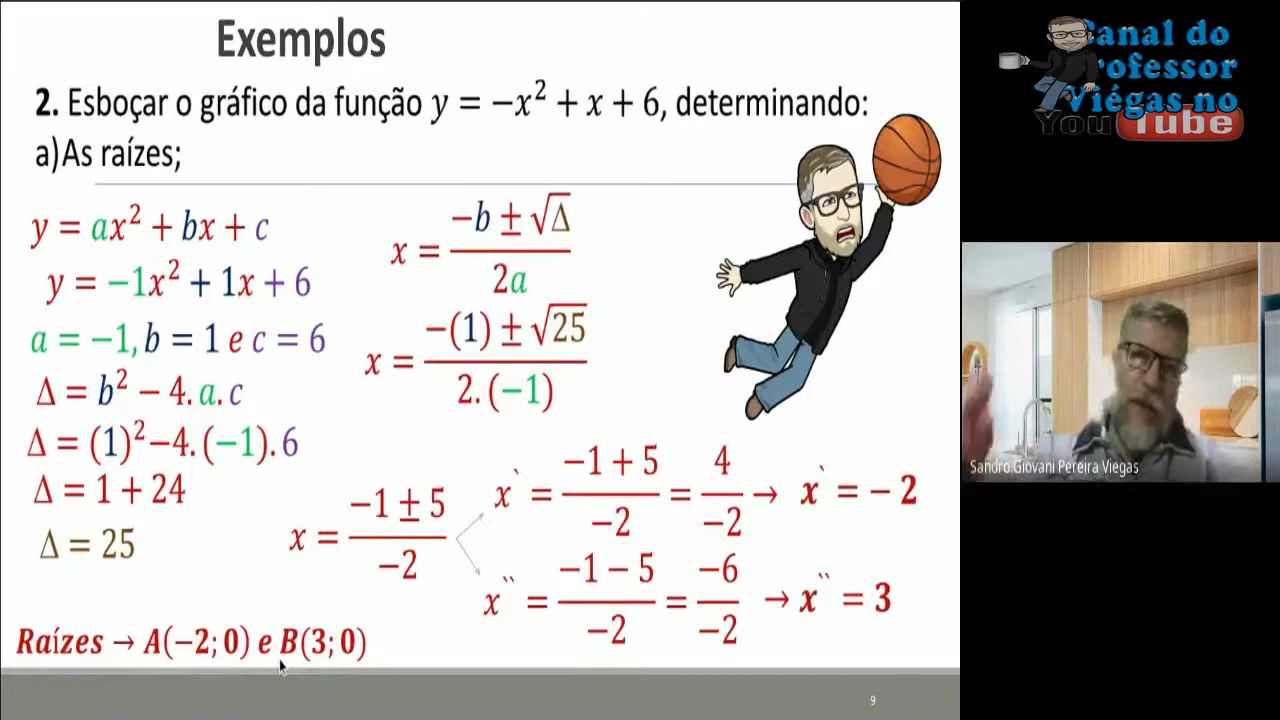 Exemplos
2. Esboçar o gráfico da função y = −x² + x + 6, determinando:
a)As raízes;
y = ax² + bx + c
y = −1x² + 1x + 6
a = −1, b = 1 e c = 6
Δ = b² − 4.a.c
Δ = (1)²−4.(−1).6
Δ = 1 + 24
Δ = 25
x = (−b ± √Δ)/(2a)
x = (−(1) ± √25)/(2.(−1))
x = (−1 ± 5)/(−2)
x` = (−1 + 5)/(−2) = 4/(−2) → x` = −2
x`` = (−1 − 5)/(−2) = (−6)/(−2) → x`` = 3
Raízes → A(−2; 0) e B(3; 0)
9
Canal do
Professor
Viégas no
YouTube
Sandro Giovani Pereira Viegas